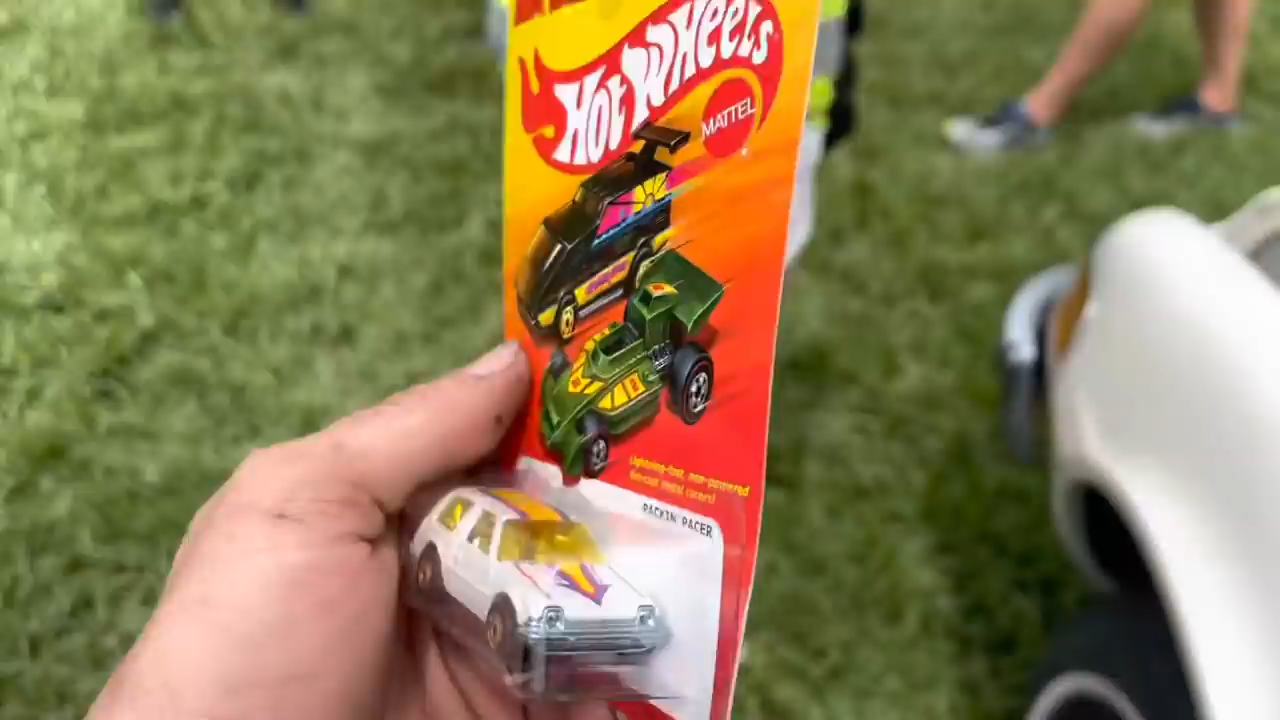 Hot Wheels
MATTEL
Lightning-fast, non-powered
die-cast metal racers!
PACKIN PACER